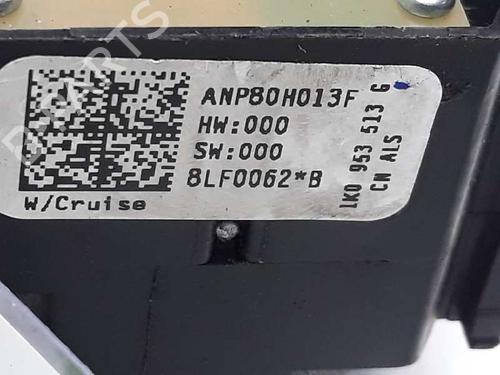 ANP80H013F
HW:000
SW:000
8LF0062*B
W/Cruise
1K0 953 513 G
CN ALS